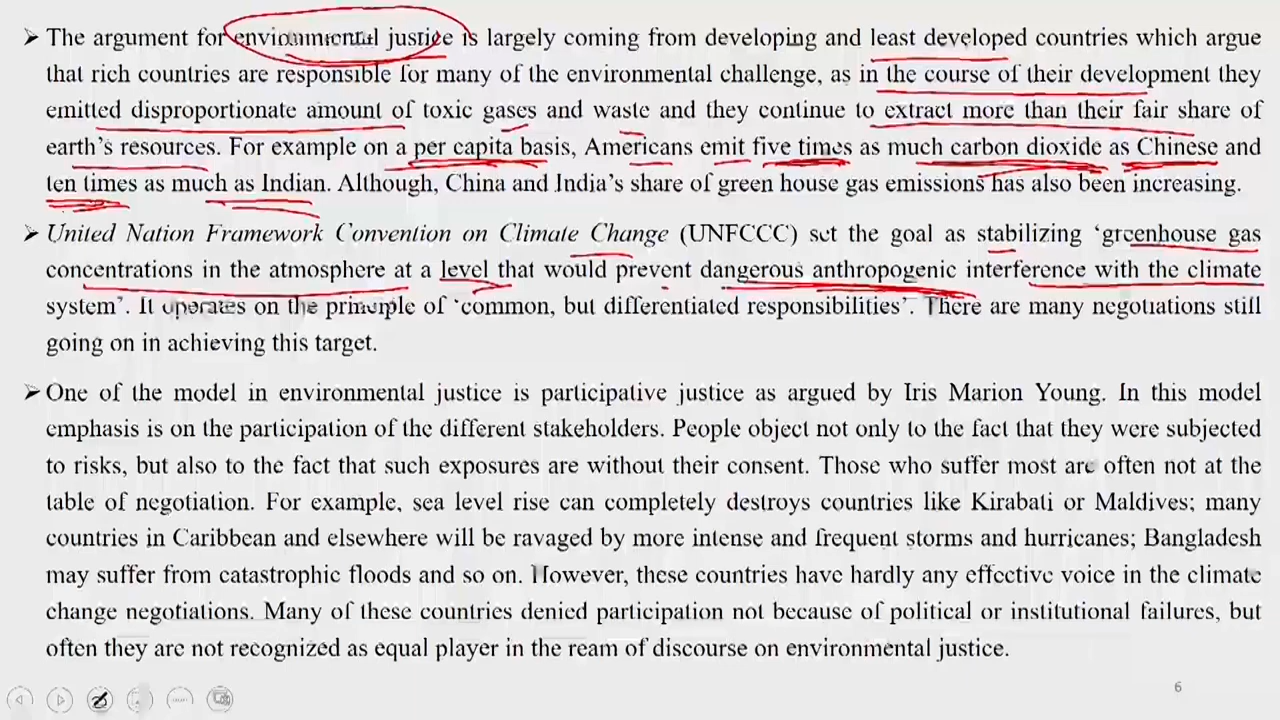 ➢ The argument for environmental justice is largely coming from developing and least developed countries which argue
that rich countries are responsible for many of the environmental challenge, as in the course of their development they
emitted disproportionate amount of toxic gases and waste and they continue to extract more than their fair share of
earth's resources. For example on a per capita basis, Americans emit five times as much carbon dioxide as Chinese and
ten times as much as Indian. Although, China and India's share of green house gas emissions has also been increasing.
➢ United Nation Framework Convention on Climate Change (UNFCCC) set the goal as stabilizing 'greenhouse gas
concentrations in the atmosphere at a level that would prevent dangerous anthropogenic interference with the climate
system'. It operates on the principle of 'common, but differentiated responsibilities'. There are many negotiations still
going on in achieving this target.
➢ One of the model in environmental justice is participative justice as argued by Iris Marion Young. In this model
emphasis is on the participation of the different stakeholders. People object not only to the fact that they were subjected
to risks, but also to the fact that such exposures are without their consent. Those who suffer most are often not at the
table of negotiation. For example, sea level rise can completely destroys countries like Kirabati or Maldives; many
countries in Caribbean and elsewhere will be ravaged by more intense and frequent storms and hurricanes; Bangladesh
may suffer from catastrophic floods and so on. However, these countries have hardly any effective voice in the climate
change negotiations. Many of these countries denied participation not because of political or institutional failures, but
often they are not recognized as equal player in the ream of discourse on environmental justice.
6